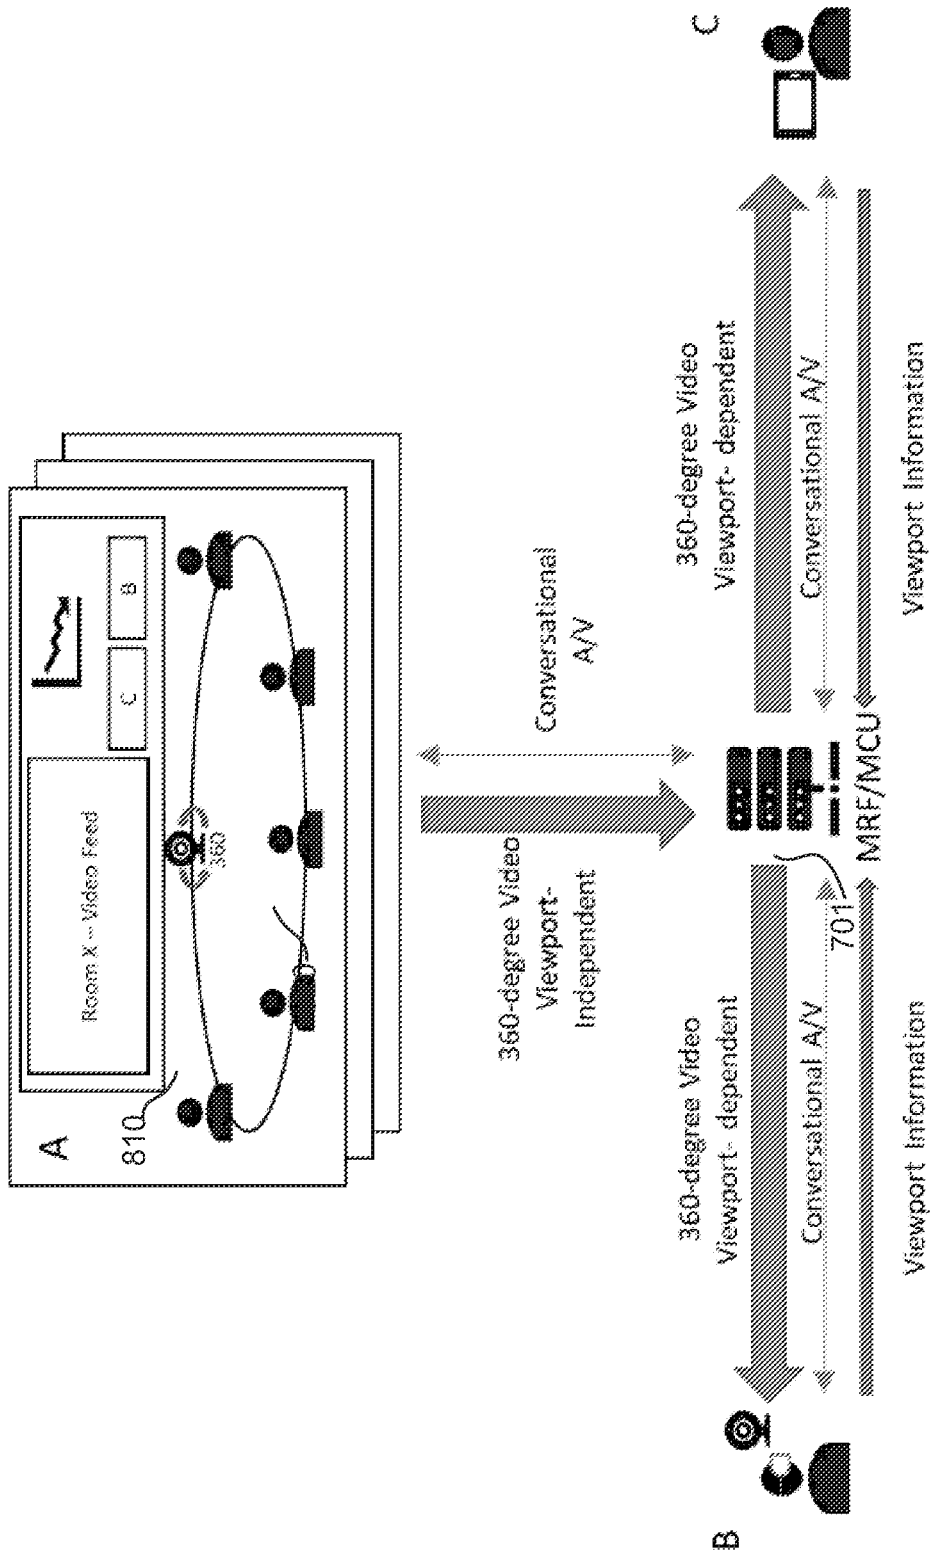 A
810
Room X – Video Feed
C
B
360
360-degree Video
Viewport-
Independent
Conversational
A/V
B
360-degree Video
Viewport- dependent
Conversational A/V
Viewport Information
701
MRF/MCU
360-degree Video
Viewport- dependent
Conversational A/V
Viewport Information
C